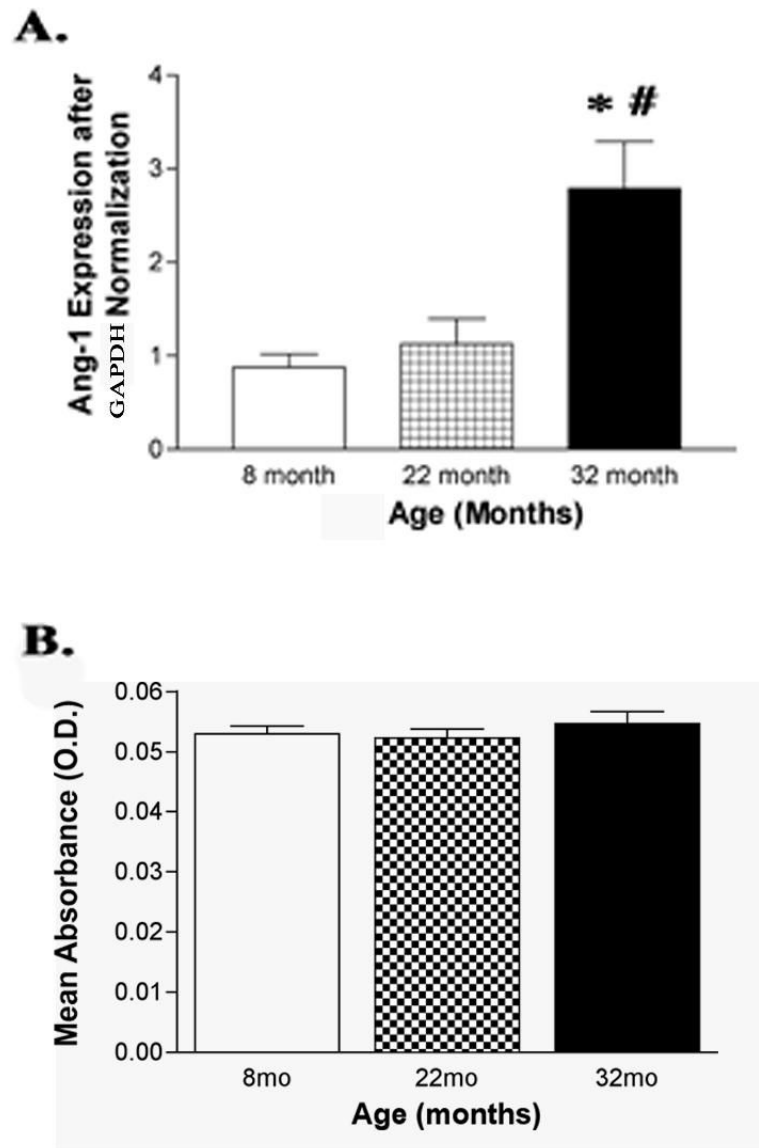 A.
Ang-1 Expression after
GAPDH Normalization
4
3
2
1
0
* #
8 month 22 month 32 month
Age (Months)
B.
Mean Absorbance (O.D.)
0.06
0.05
0.04
0.03
0.02
0.01
0.00
8mo 22mo 32mo
Age (months)